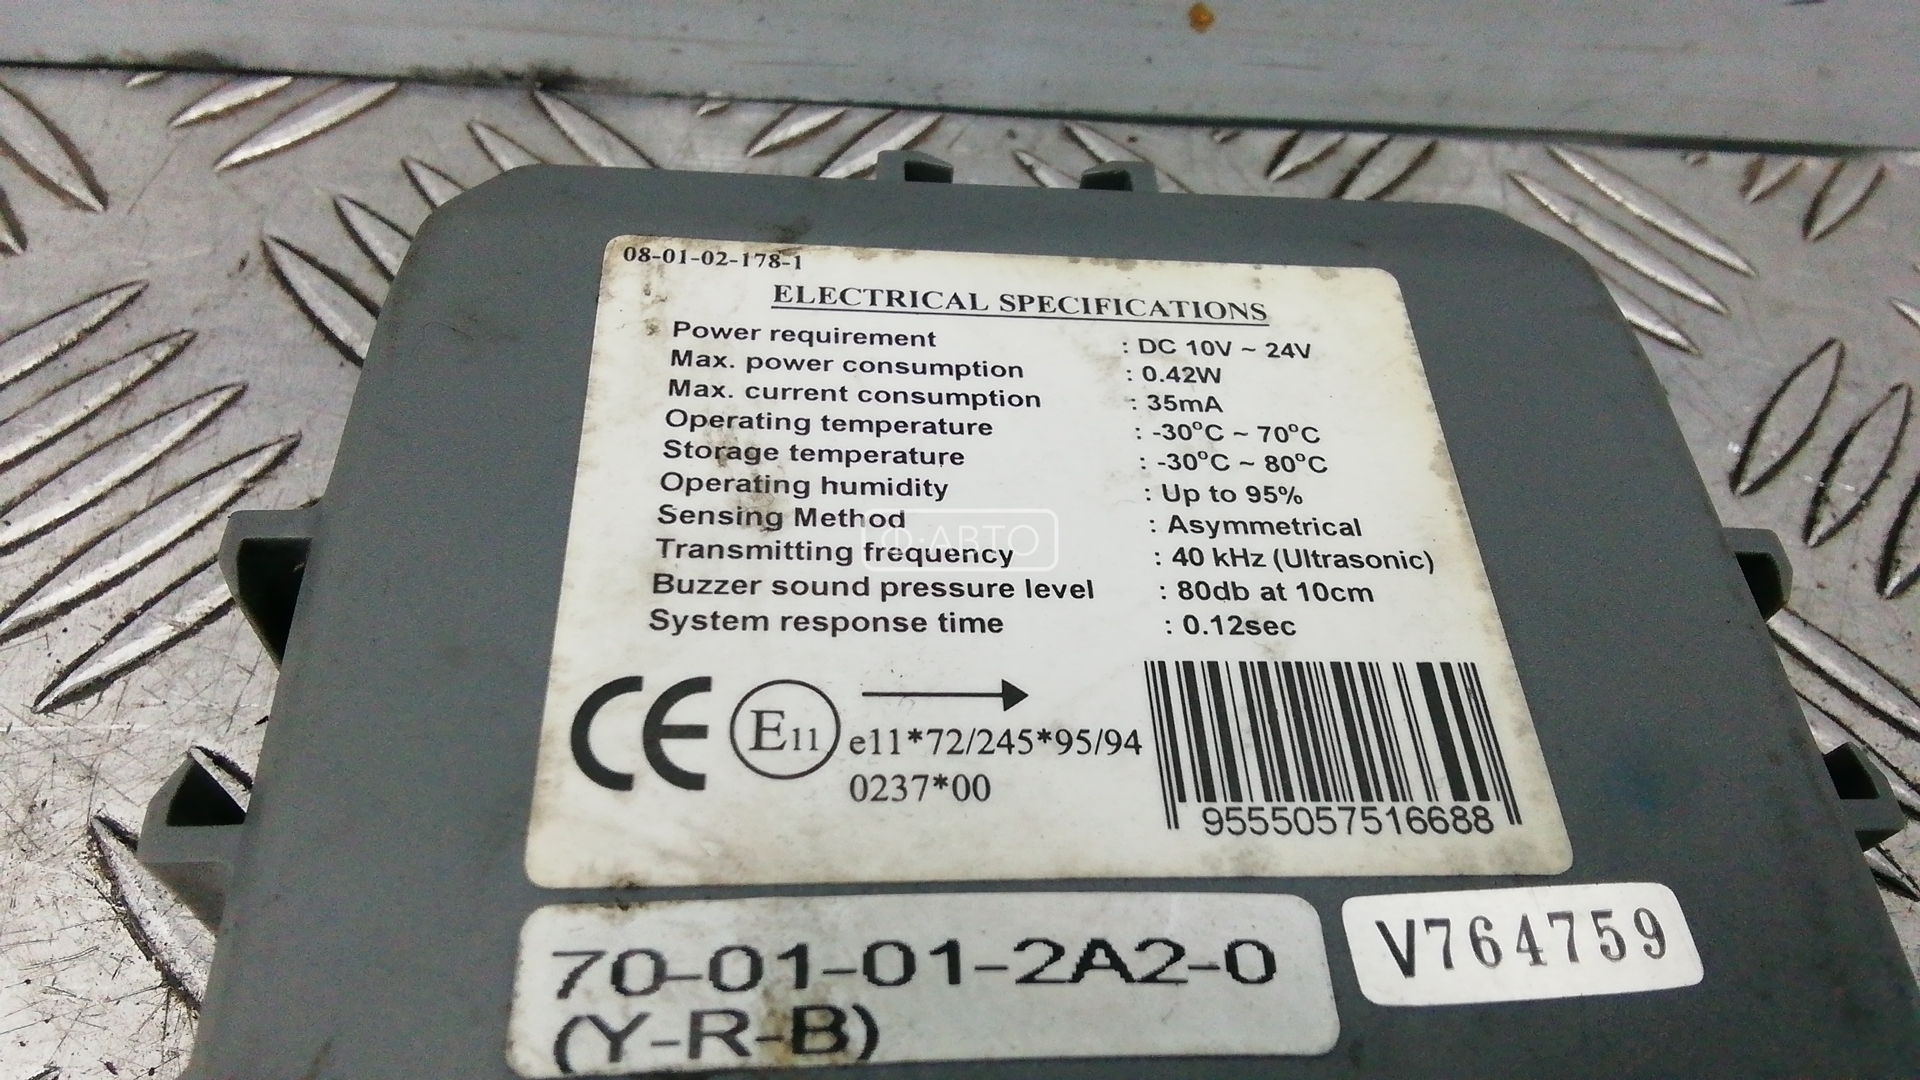 08-01-02-178-1
ELECTRICAL SPECIFICATIONS
Power requirement : DC 10V ~ 24V
Max. power consumption : 0.42W
Max. current consumption : 35mA
Operating temperature : -30°C ~ 70°C
Storage temperature : -30°C ~ 80°C
Operating humidity : Up to 95%
Sensing Method : Asymmetrical
Ф·АВТО
Transmitting frequency : 40 kHz (Ultrasonic)
Buzzer sound pressure level : 80db at 10cm
System response time : 0.12sec
CE E11 e11*72/245*95/94
0237*00
9555057516688
70-01-01-2A2-0
(Y-R-B)
V764759